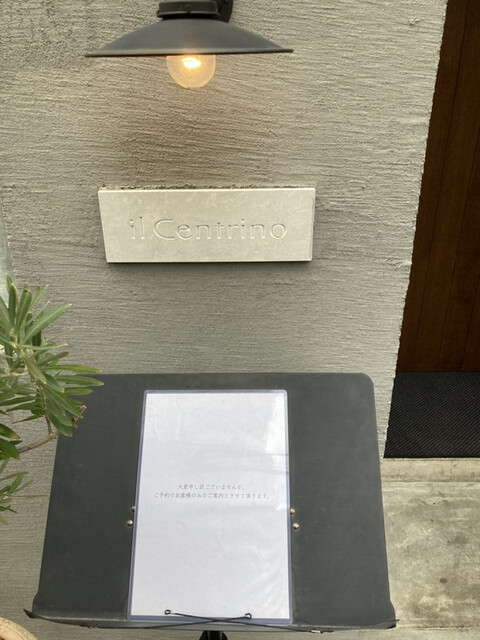 il Centrino
大変申し訳ございませんが、
ご予約のお客様のみのご案内とさせて頂きます。